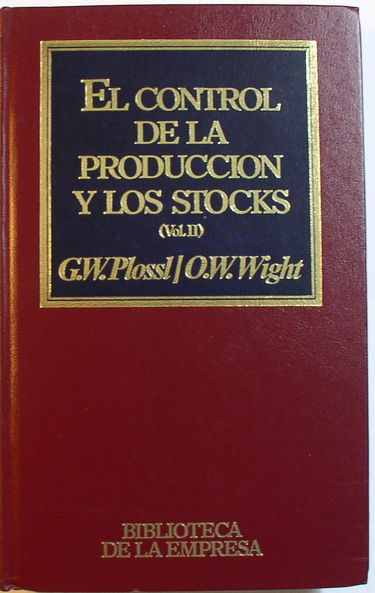 EL CONTROL
DE LA
PRODUCCION
Y LOS STOCKS
(Vol. II)
G.W. Plossl / O.W. Wight
BIBLIOTECA
DE LA EMPRESA